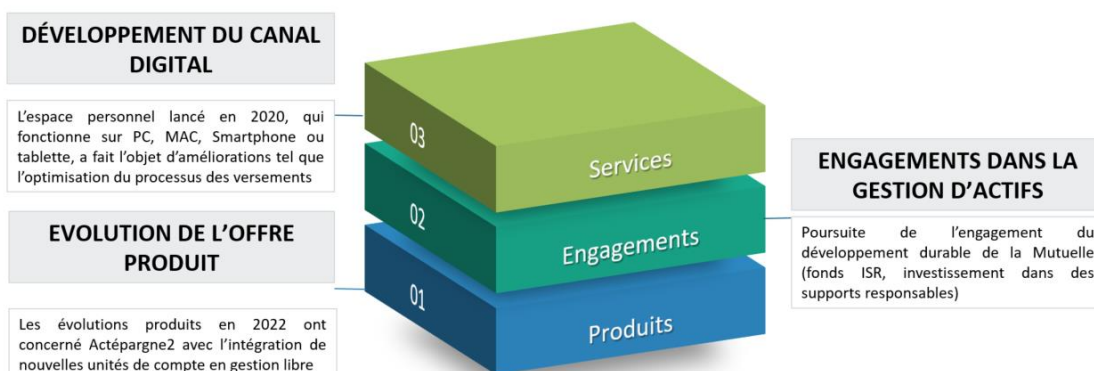 DÉVELOPPEMENT DU CANAL
DIGITAL
L'espace personnel lancé en 2020, qui
fonctionne sur PC, MAC, Smartphone ou
tablette, a fait l'objet d'améliorations tel que
l'optimisation du processus des versements
EVOLUTION DE L'OFFRE
PRODUIT
Les évolutions produits en 2022 ont
concerné Actépargne2 avec l'intégration de
nouvelles unités de compte en gestion libre
03
Services
02
Engagements
01
Produits
ENGAGEMENTS DANS LA
GESTION D'ACTIFS
Poursuite de l'engagement du
développement durable de la Mutuelle
(fonds ISR, investissement dans des
supports responsables)